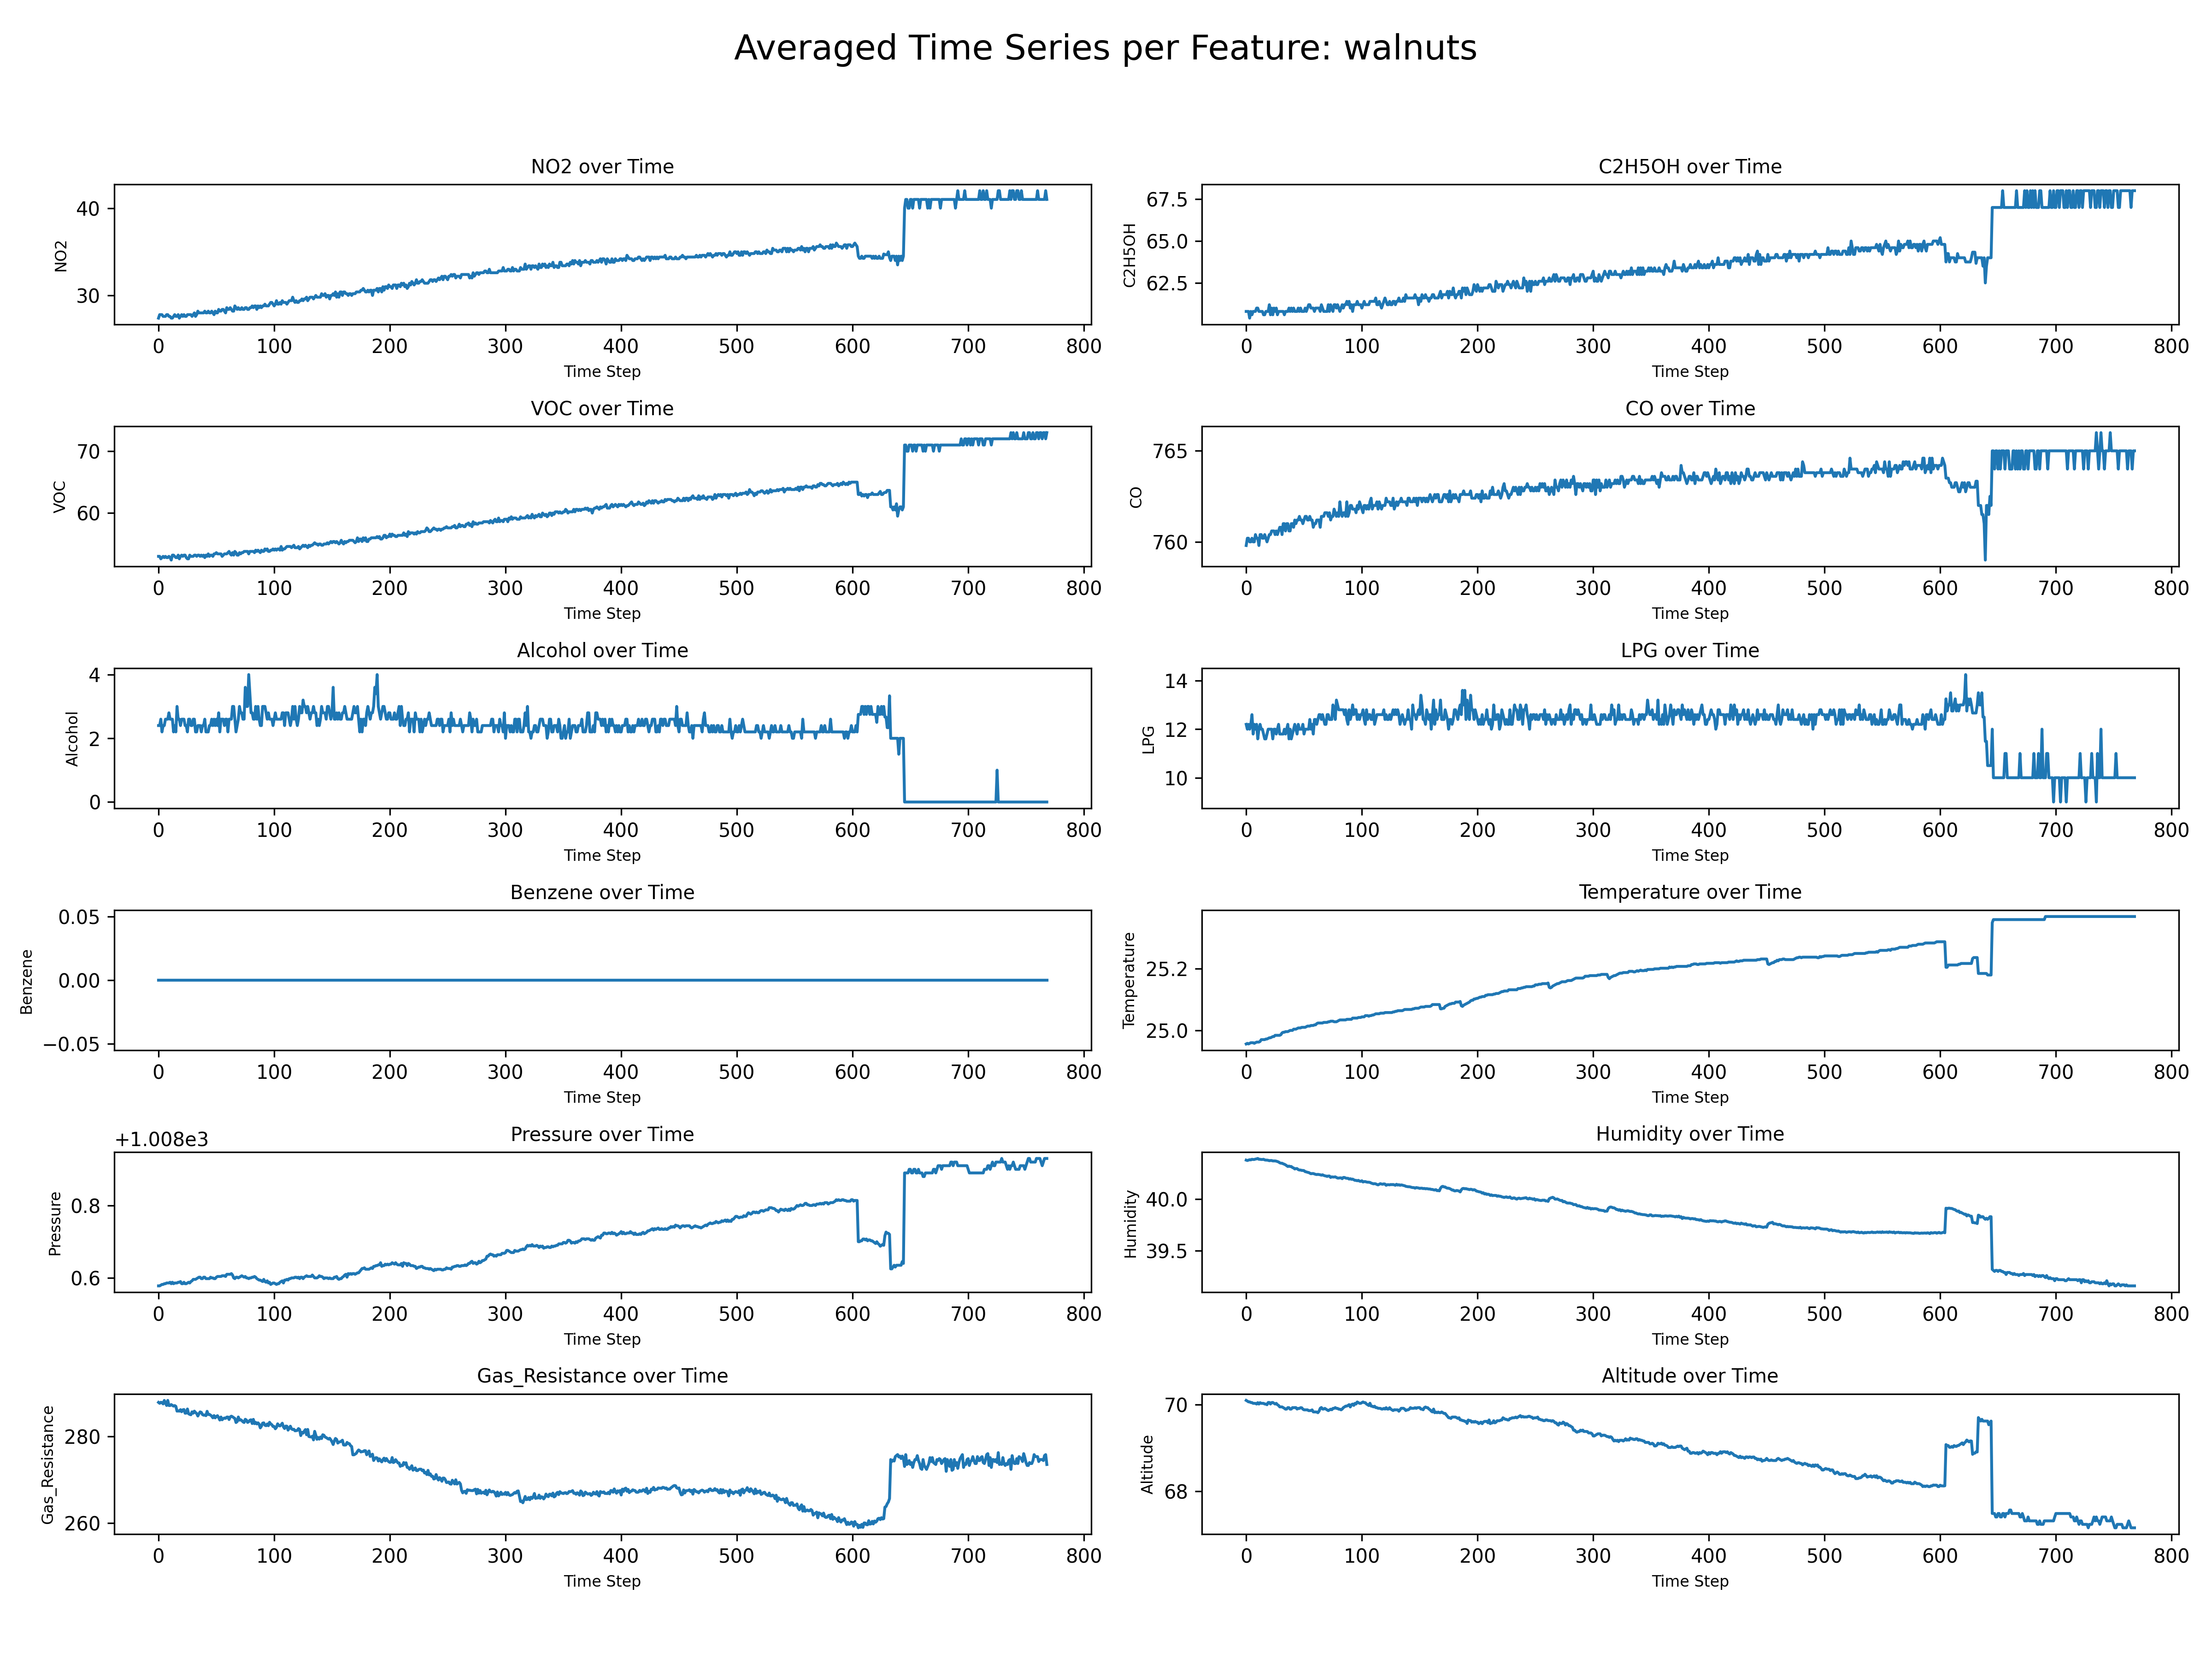 Averaged Time Series per Feature: walnuts
NO2 over Time
NO2
40
30
0 100 200 300 400 500 600 700 800
Time Step
C2H5OH over Time
C2H5OH
67.5
65.0
62.5
0 100 200 300 400 500 600 700 800
Time Step
VOC over Time
VOC
70
60
0 100 200 300 400 500 600 700 800
Time Step
CO over Time
CO
765
760
0 100 200 300 400 500 600 700 800
Time Step
Alcohol over Time
Alcohol
4
2
0
0 100 200 300 400 500 600 700 800
Time Step
LPG over Time
LPG
14
12
10
0 100 200 300 400 500 600 700 800
Time Step
Benzene over Time
Benzene
0.05
0.00
−0.05
0 100 200 300 400 500 600 700 800
Time Step
Temperature over Time
Temperature
25.2
25.0
0 100 200 300 400 500 600 700 800
Time Step
+1.008e3
Pressure over Time
Pressure
0.8
0.6
0 100 200 300 400 500 600 700 800
Time Step
Humidity over Time
Humidity
40.0
39.5
0 100 200 300 400 500 600 700 800
Time Step
Gas_Resistance over Time
Gas_Resistance
280
260
0 100 200 300 400 500 600 700 800
Time Step
Altitude over Time
Altitude
70
68
0 100 200 300 400 500 600 700 800
Time Step